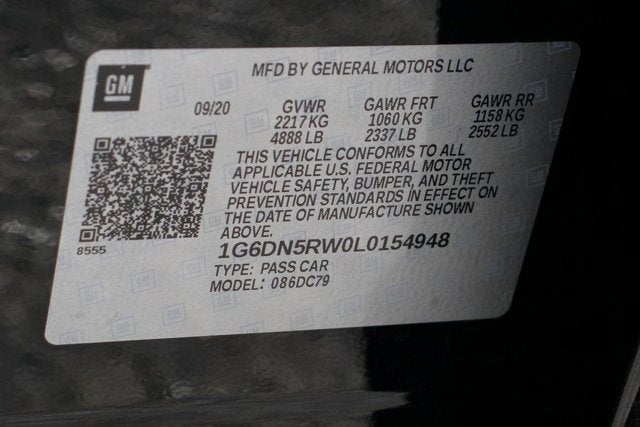 GM
MFD BY GENERAL MOTORS LLC
09/20 GVWR GAWR FRT GAWR RR
2217 KG 1060 KG 1158 KG
4888 LB 2337 LB 2552 LB
THIS VEHICLE CONFORMS TO ALL
APPLICABLE U.S. FEDERAL MOTOR
VEHICLE SAFETY, BUMPER, AND THEFT
PREVENTION STANDARDS IN EFFECT ON
THE DATE OF MANUFACTURE SHOWN
ABOVE.
8555
1G6DN5RW0L0154948
TYPE: PASS CAR
MODEL: 086DC79